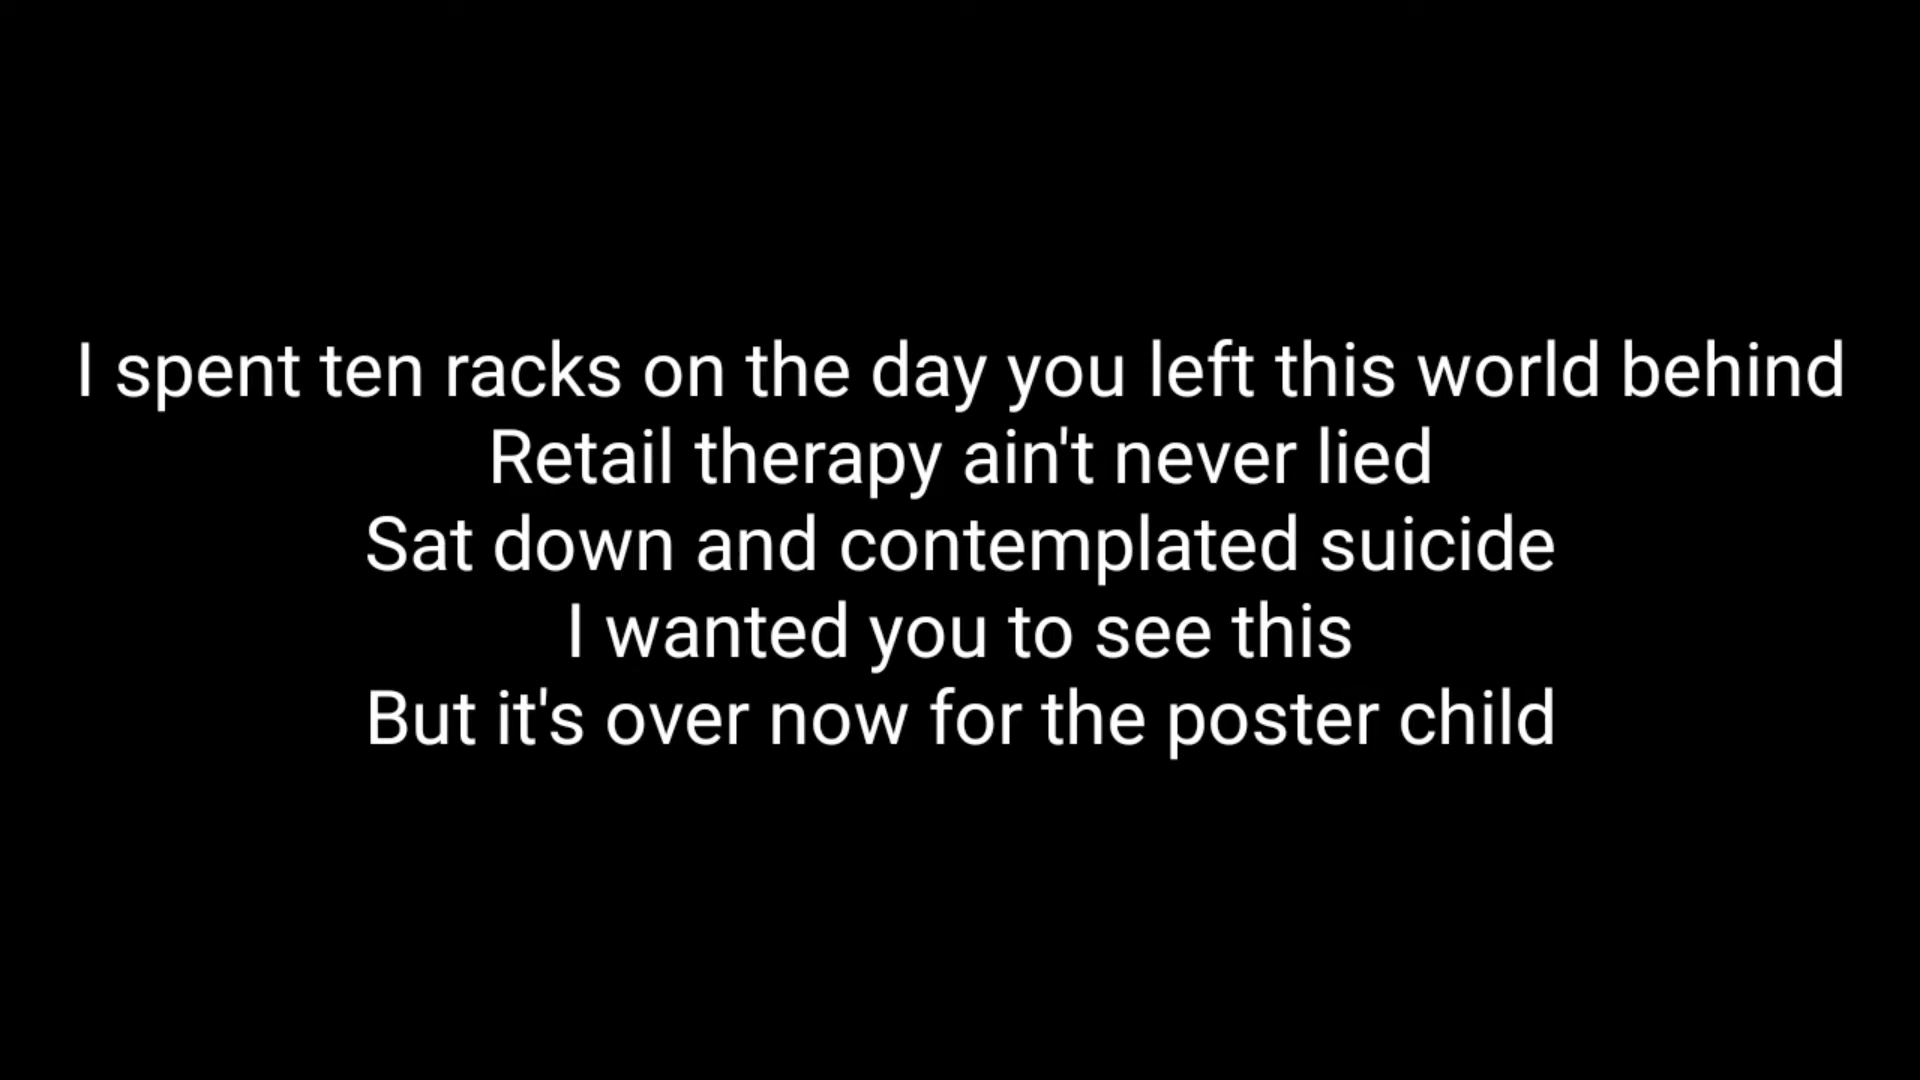 I spent ten racks on the day you left this world behind
Retail therapy ain't never lied
Sat down and contemplated suicide
I wanted you to see this
But it's over now for the poster child